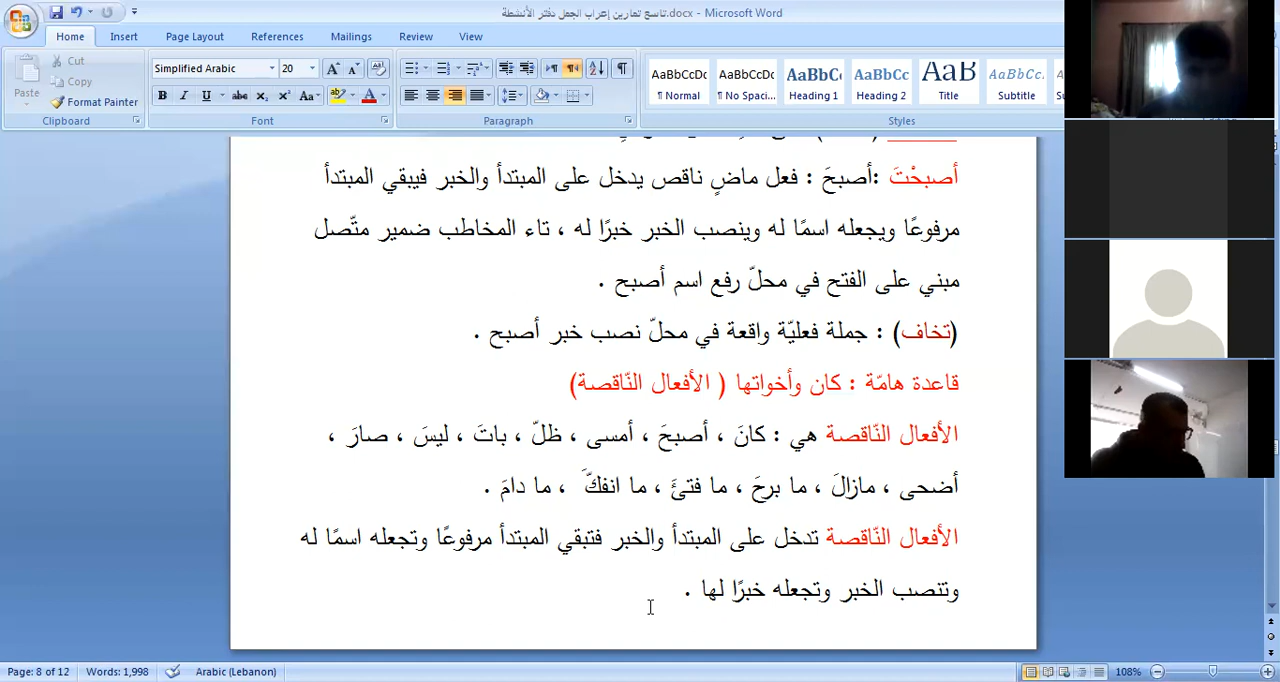 تاسع تمارين إعراب الجمل دفتر الأنشطة.docx - Microsoft Word
Home Insert Page Layout References Mailings Review View
Cut
Copy
Paste
Format Painter
Simplified Arabic 20
AaBbCcDc AaBbCcDc AaBbC AaBbCc AaB AaBbCcL
¶ Normal ¶ No Spaci... Heading 1 Heading 2 Title Subtitle
Clipboard Font Paragraph Styles
أصبحْتَ :أصبحَ : فعل ماضٍ ناقص يدخل على المبتدأ والخبر فيبقي المبتدأ
مرفوعًا ويجعله اسمًا له وينصب الخبر خبرًا له ، تاء المخاطب ضمير متّصل
مبني على الفتح في محلّ رفع اسم أصبح .
(تخاف) : جملة فعليّة واقعة في محلّ نصب خبر أصبح .
قاعدة هامّة : كان وأخواتها ( الأفعال النّاقصة)
الأفعال النّاقصة هي : كانَ ، أصبحَ ، أمسى ، ظلّ ، باتَ ، ليسَ ، صارَ ،
أضحى ، مازالَ ، ما برحَ ، ما فتئَ ، ما انفكّ َ ، ما دامَ .
الأفعال النّاقصة تدخل على المبتدأ والخبر فتبقي المبتدأ مرفوعًا وتجعله اسمًا له
وتنصب الخبر وتجعله خبرًا لها .
Page: 8 of 12 Words: 1,998 Arabic (Lebanon) 108%